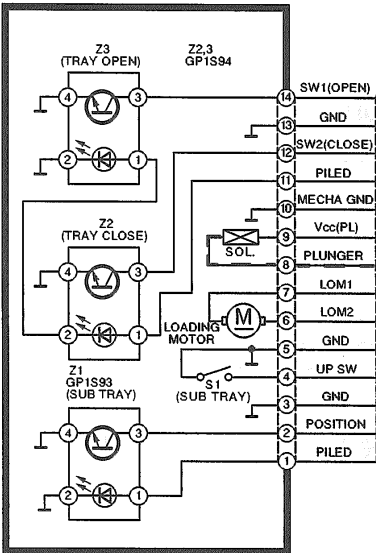 Z3
(TRAY OPEN)
Z2,3
GP1S94
4
3
2
1
Z2
(TRAY CLOSE)
4
3
2
1
Z1
GP1S93
(SUB TRAY)
4
3
2
1
SOL.
LOADING
MOTOR
M
S1
(SUB TRAY)
14 SW1(OPEN)
13 GND
12 SW2(CLOSE)
11 PILED
10 MECHA GND
9 Vcc(PL)
8 PLUNGER
7 LOM1
6 LOM2
5 GND
4 UP SW
3 GND
2 POSITION
1 PILED